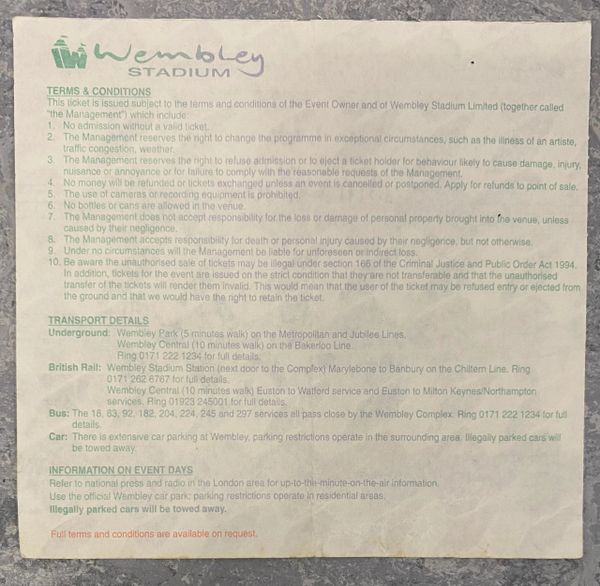 Wembley
STADIUM
TERMS & CONDITIONS
This ticket is issued subject to the terms and conditions of the Event Owner and of Wembley Stadium Limited (together called
"the Management") which include:
1. No admission without a valid ticket.
2. The Management reserves the right to change the programme in exceptional circumstances, such as the illness of an artiste,
traffic congestion, weather.
3. The Management reserves the right to refuse admission or to eject a ticket holder for behaviour likely to cause damage, injury,
nuisance or annoyance or for failure to comply with the reasonable requests of the Management.
4. No money will be refunded or tickets exchanged unless an event is cancelled or postponed. Apply for refunds to point of sale.
5. The use of cameras or recording equipment is prohibited.
6. No bottles or cans are allowed in the venue.
7. The Management does not accept responsibility for the loss or damage of personal property brought into the venue, unless
caused by their negligence.
8. The Management accepts responsibility for death or personal injury caused by their negligence, but not otherwise.
9. Under no circumstances will the Management be liable for unforeseen or indirect loss.
10. Be aware the unauthorised sale of tickets may be illegal under section 166 of the Criminal Justice and Public Order Act 1994.
In addition, tickets for the event are issued on the strict condition that they are not transferable and that the unauthorised
transfer of the tickets will render them invalid. This would mean that the user of the ticket may be refused entry or ejected from
the ground and that we would have the right to retain the ticket.
TRANSPORT DETAILS
Underground: Wembley Park (5 minutes walk) on the Metropolitan and Jubilee Lines.
Wembley Central (10 minutes walk) on the Bakerloo Line.
Ring 0171 222 1234 for full details.
British Rail: Wembley Stadium Station (next door to the Complex) Marylebone to Banbury on the Chiltern Line. Ring
0171 262 6767 for full details.
Wembley Central (10 minutes walk) Euston to Watford service and Euston to Milton Keynes/Northampton
services. Ring 01923 245001 for full details.
Bus: The 18, 83, 92, 182, 204, 224, 245 and 297 services all pass close by the Wembley Complex. Ring 0171 222 1234 for full
details.
Car: There is extensive car parking at Wembley, parking restrictions operate in the surrounding area. Illegally parked cars will
be towed away.
INFORMATION ON EVENT DAYS
Refer to national press and radio in the London area for up-to-the-minute-on-the-air information.
Use the official Wembley car park: parking restrictions operate in residential areas.
Illegally parked cars will be towed away.
Full terms and conditions are available on request.